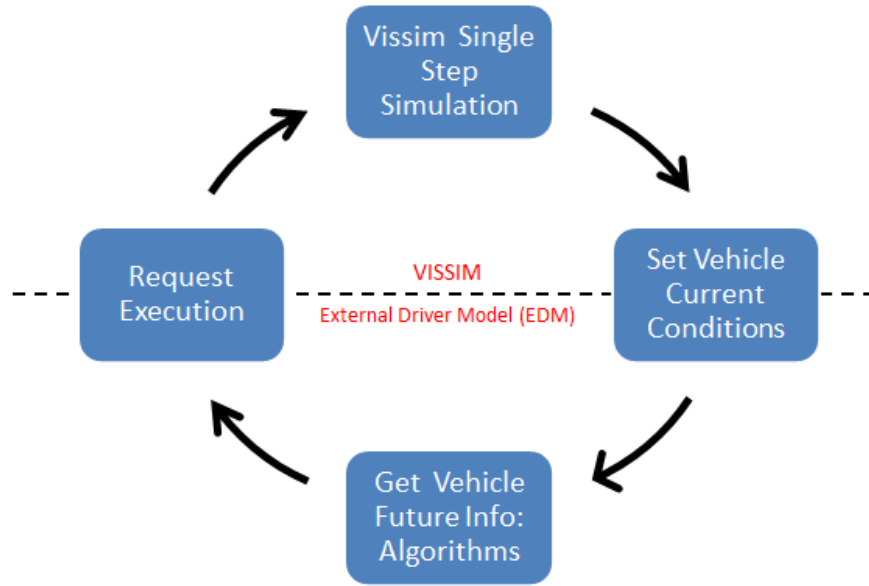 Vissim Single
Step
Simulation
Request
Execution
VISSIM
External Driver Model (EDM)
Set Vehicle
Current
Conditions
Get Vehicle
Future Info:
Algorithms